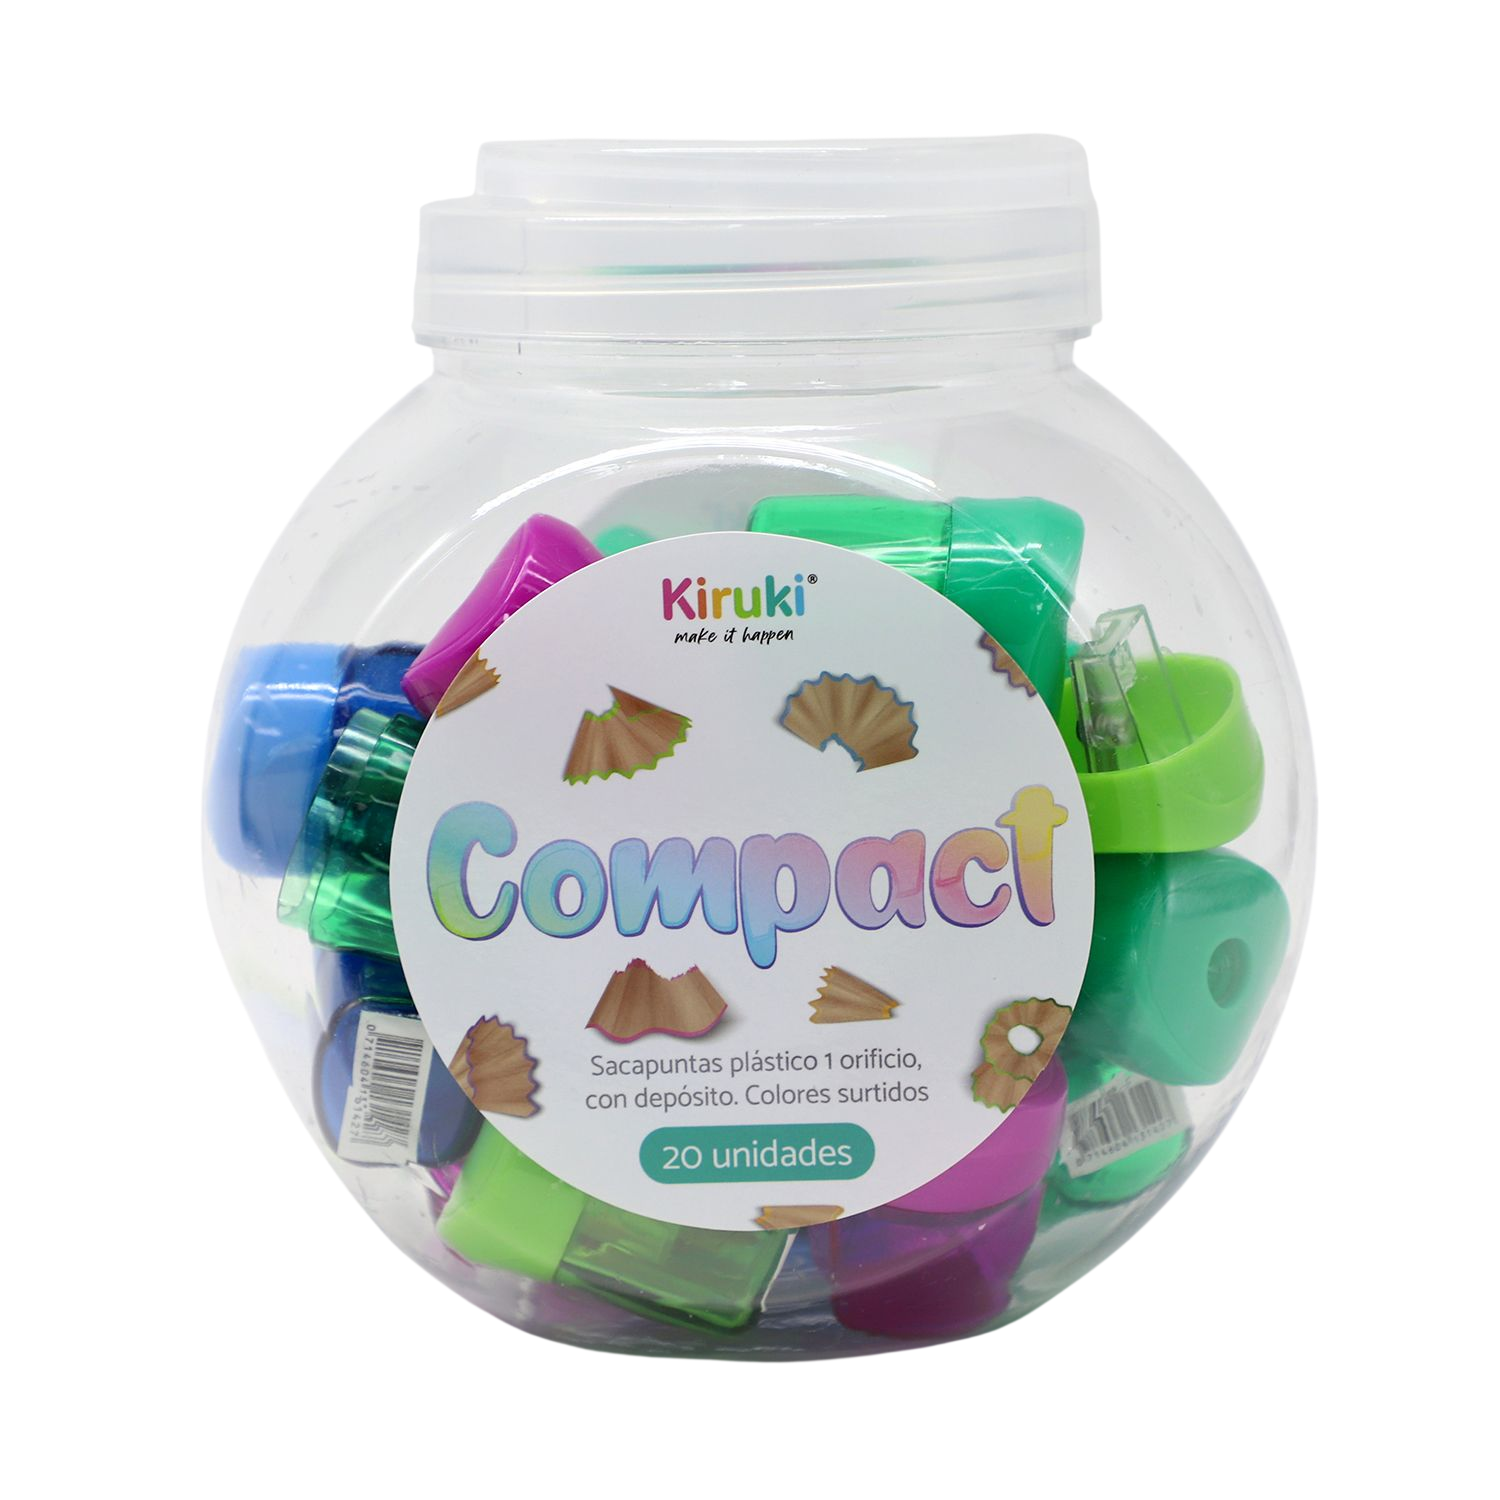 Kiruki®
make it happen
Compact
Sacapuntas plástico 1 orificio,
con depósito. Colores surtidos
20 unidades